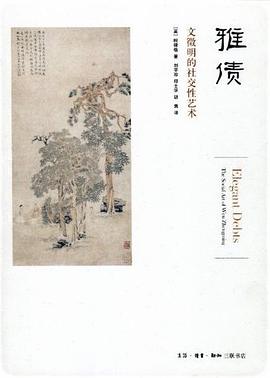 雅债
文徵明的社交性艺术
[英] 柯律格 著 刘宇珍 邱士华 胡隽 译
Elegant Debts
The Social Art of Wen Zhengming
生活·读书·新知 三联书店